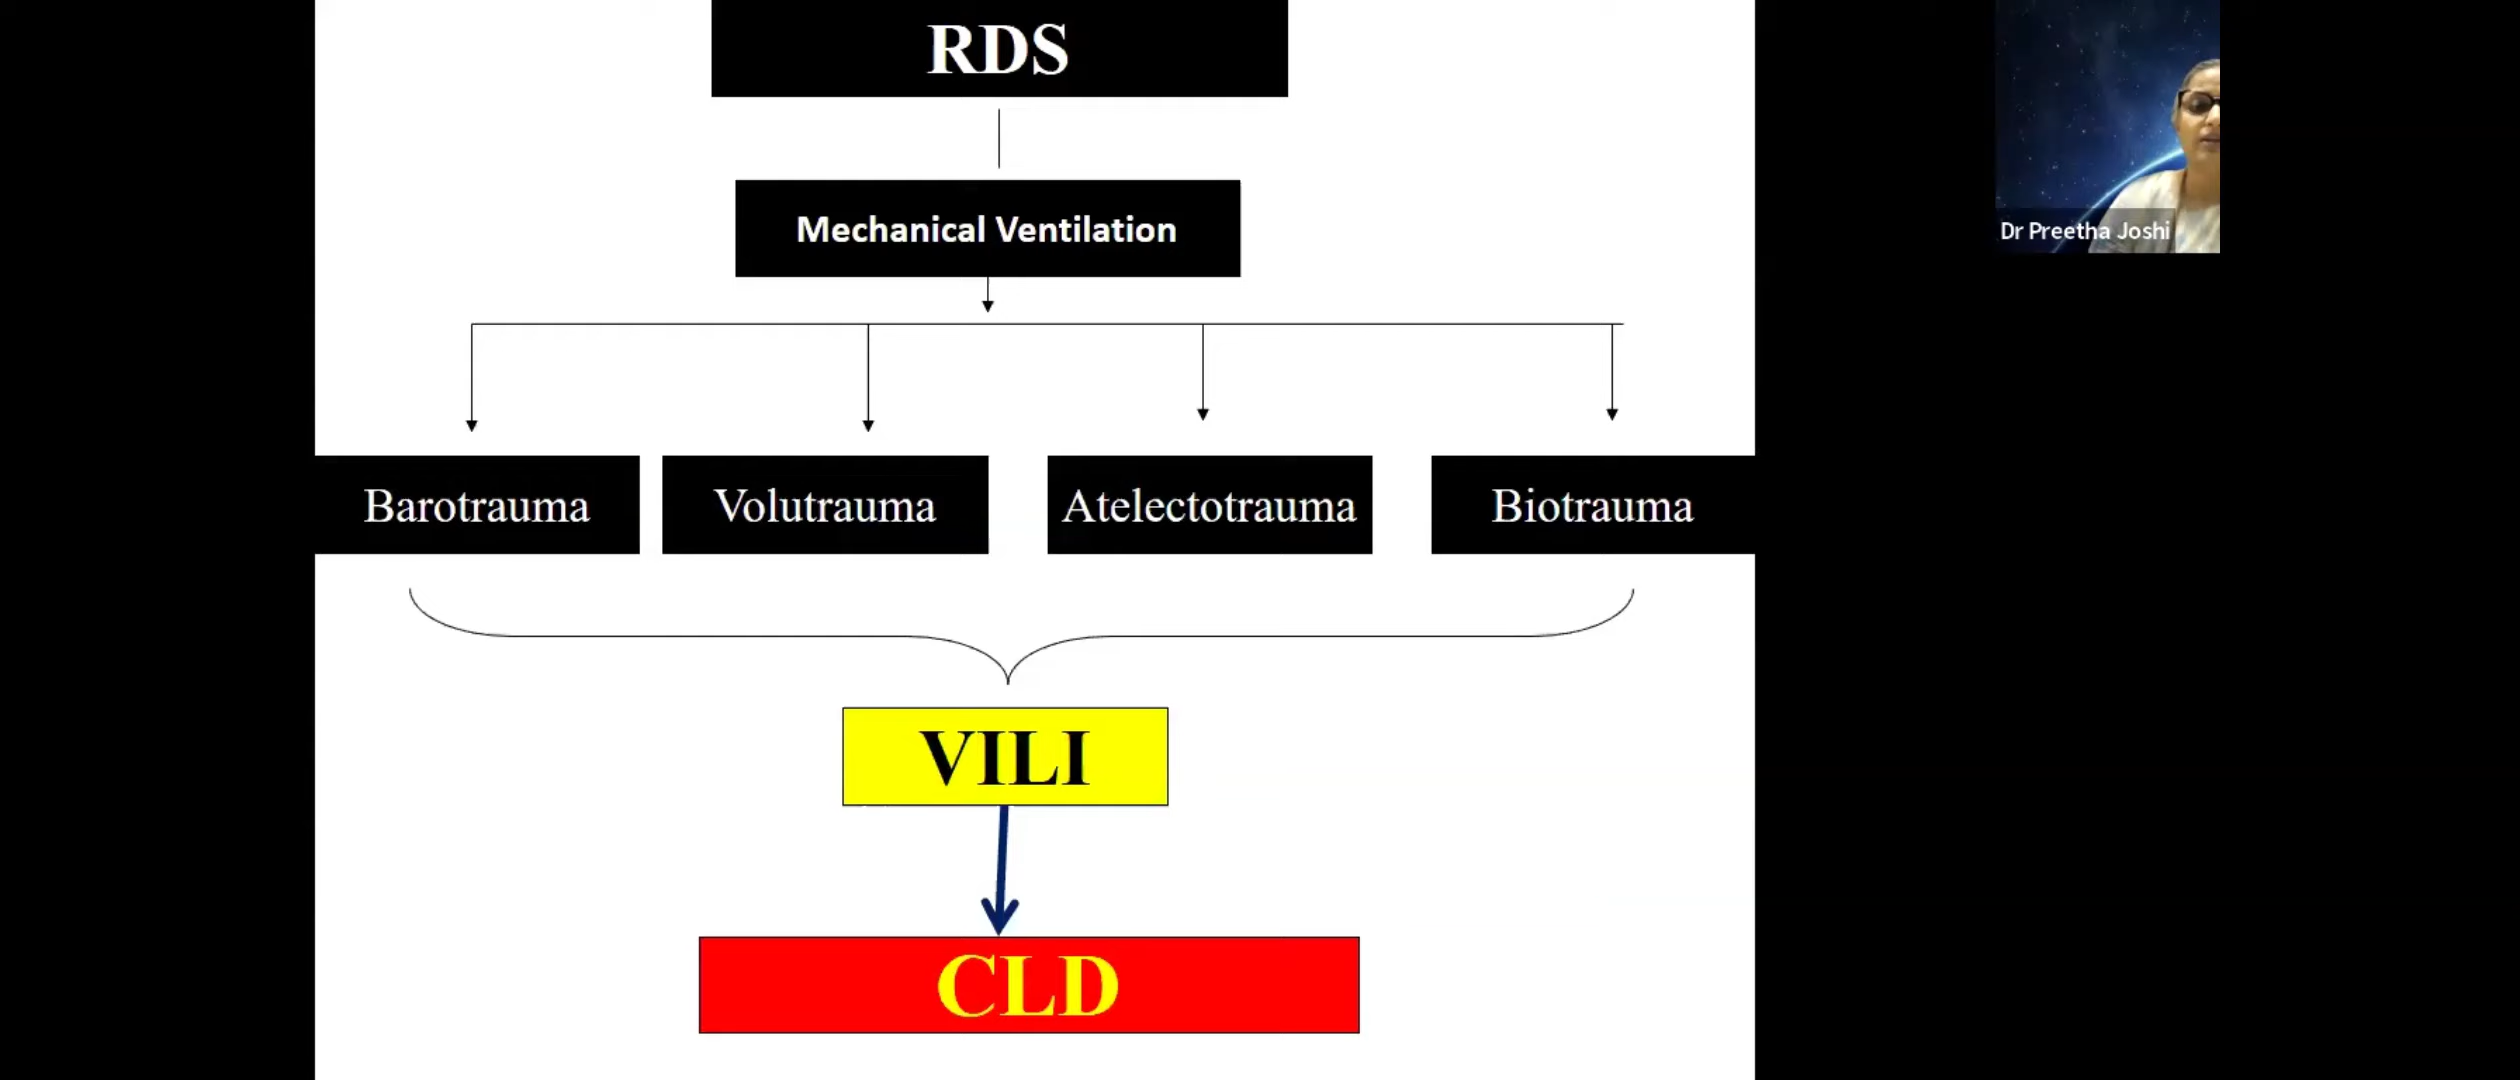 RDS
Mechanical Ventilation
Dr Preetha Joshi
Barotrauma
Volutrauma
Atelectotrauma
Biotrauma
VILI
CLD